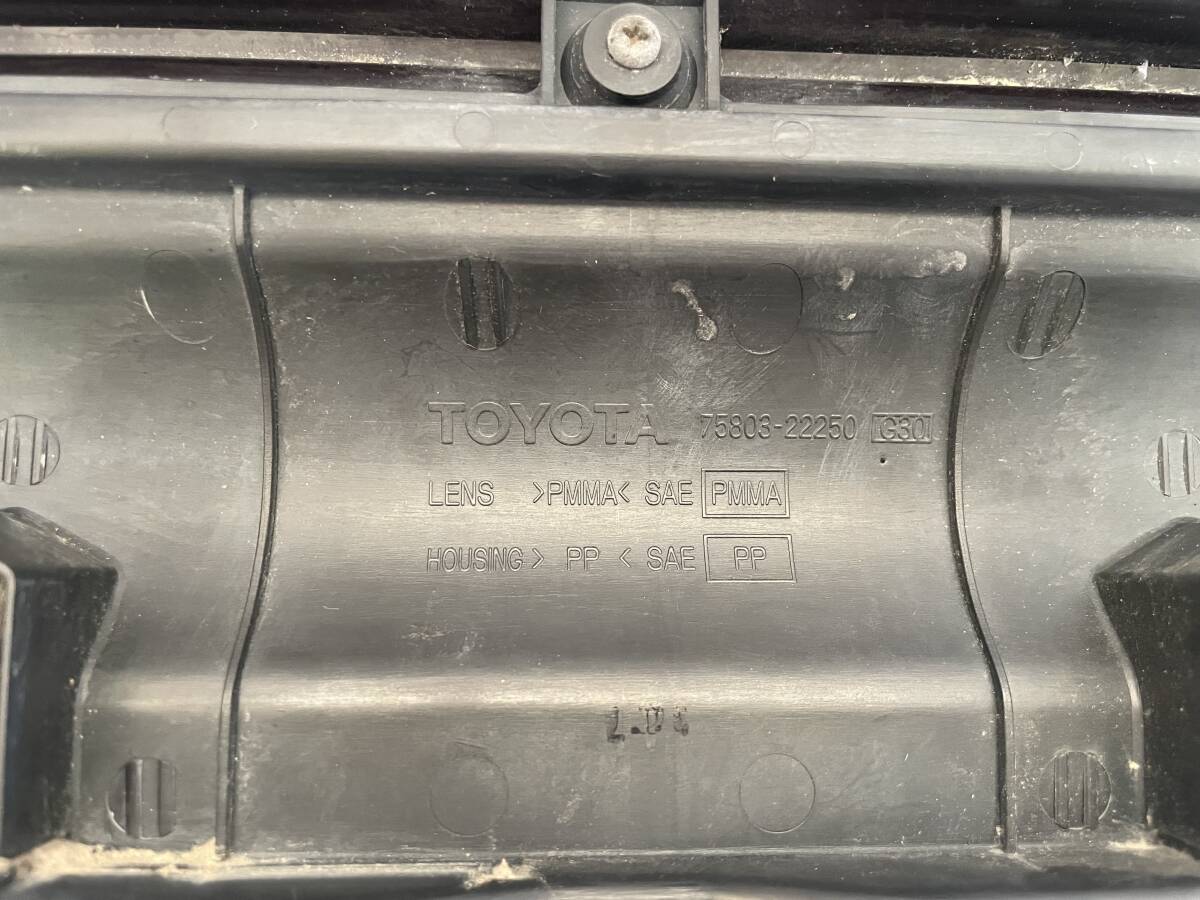 TOYOTA 75803-22250 G30
LENS >PMMA< SAE PMMA
HOUSING > PP < SAE PP